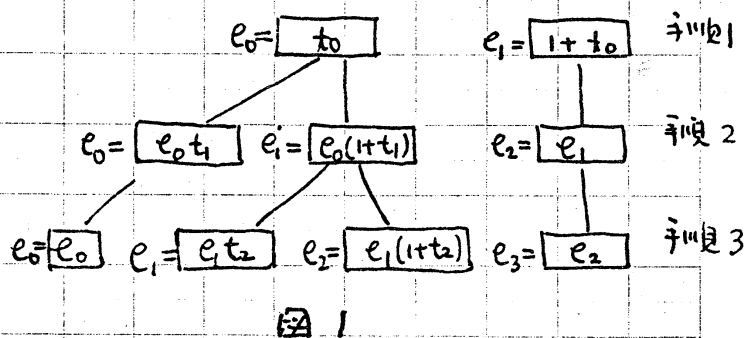 e₀= t₀ e₁= 1+t₀ 手順1
e₀= e₀t₁ e₁= e₀(1+t₁) e₂= e₁ 手順2
e₀= e₀ e₁= e₁t₂ e₂= e₁(1+t₂) e₃= e₂ 手順3
図1